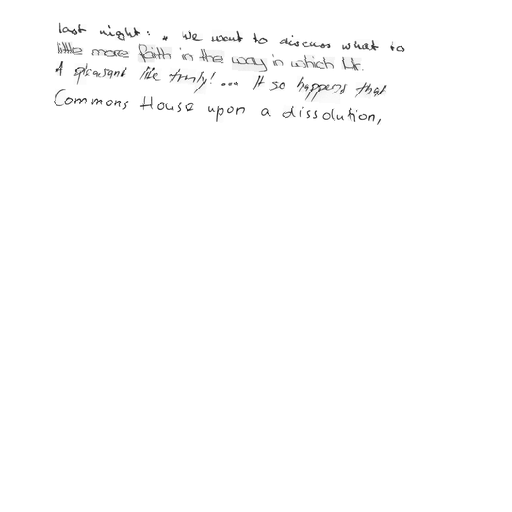 last night: " We want to discuss what to
little more faith in the way in which Mr.
A pleasant life truly! ... It so happens that
Commons House upon a dissolution,